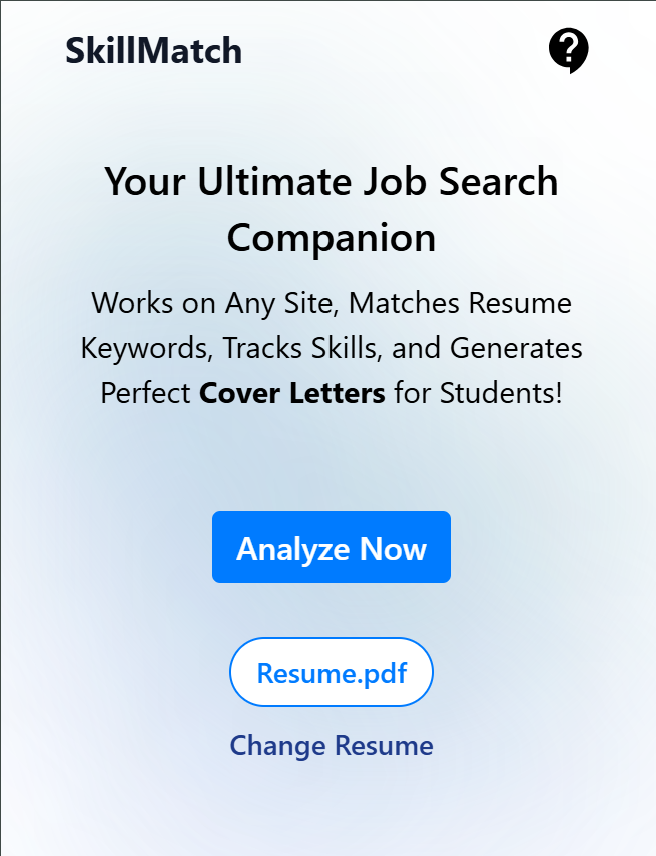 SkillMatch
Your Ultimate Job Search
Companion
Works on Any Site, Matches Resume
Keywords, Tracks Skills, and Generates
Perfect Cover Letters for Students!
Analyze Now
Resume.pdf
Change Resume